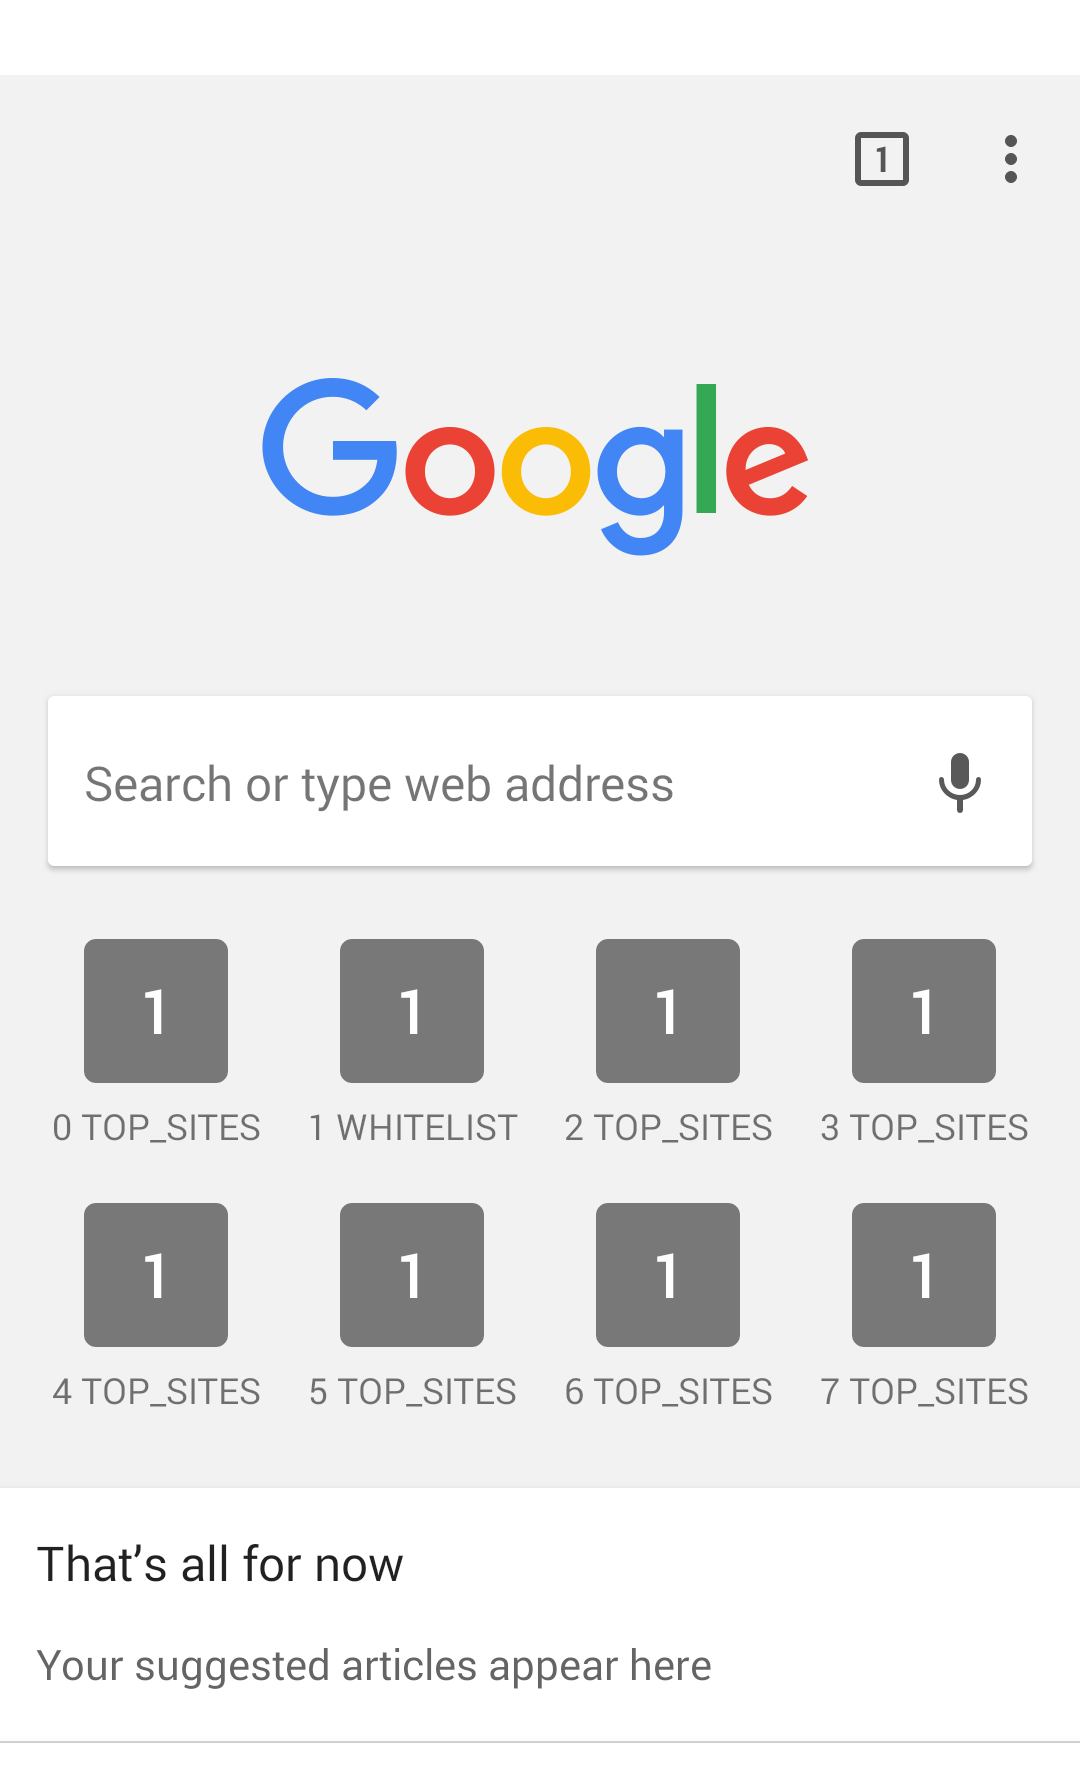 1
Google
Search or type web address
1 1 1 1
0 TOP_SITES 1 WHITELIST 2 TOP_SITES 3 TOP_SITES
1 1 1 1
4 TOP_SITES 5 TOP_SITES 6 TOP_SITES 7 TOP_SITES
That's all for now
Your suggested articles appear here